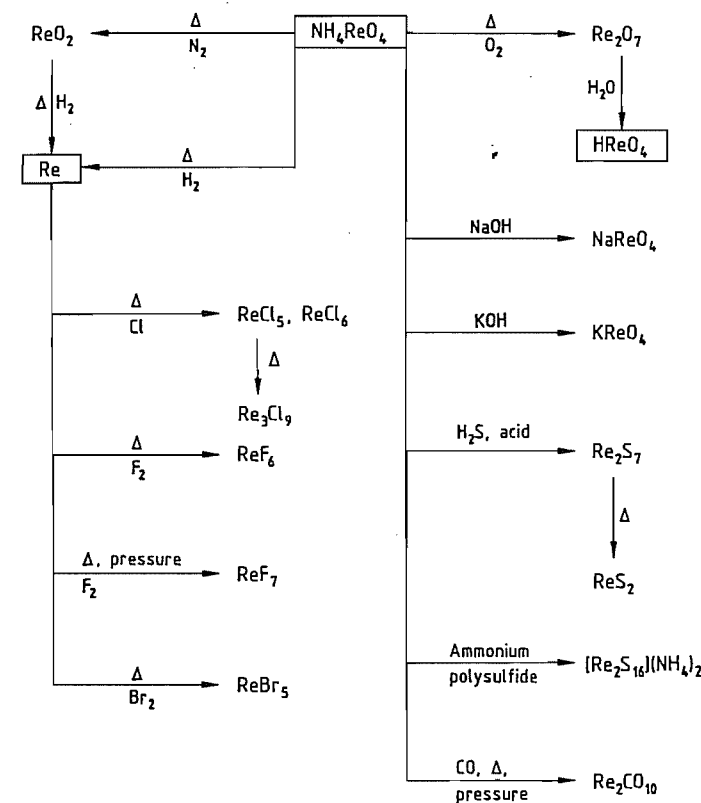 ReO₂
Δ
N₂
NH₄ReO₄
Δ
O₂
Re₂O₇
Δ H₂
H₂O
Re
Δ
H₂
HReO₄
NaOH
NaReO₄
Δ
Cl
ReCl₅, ReCl₆
KOH
KReO₄
Δ
Re₃Cl₉
Δ
F₂
ReF₆
H₂S, acid
Re₂S₇
Δ
ReS₂
Δ, pressure
F₂
ReF₇
Ammonium
polysulfide
[Re₂S₁₆](NH₄)₂
Δ
Br₂
ReBr₅
CO, Δ,
pressure
Re₂CO₁₀